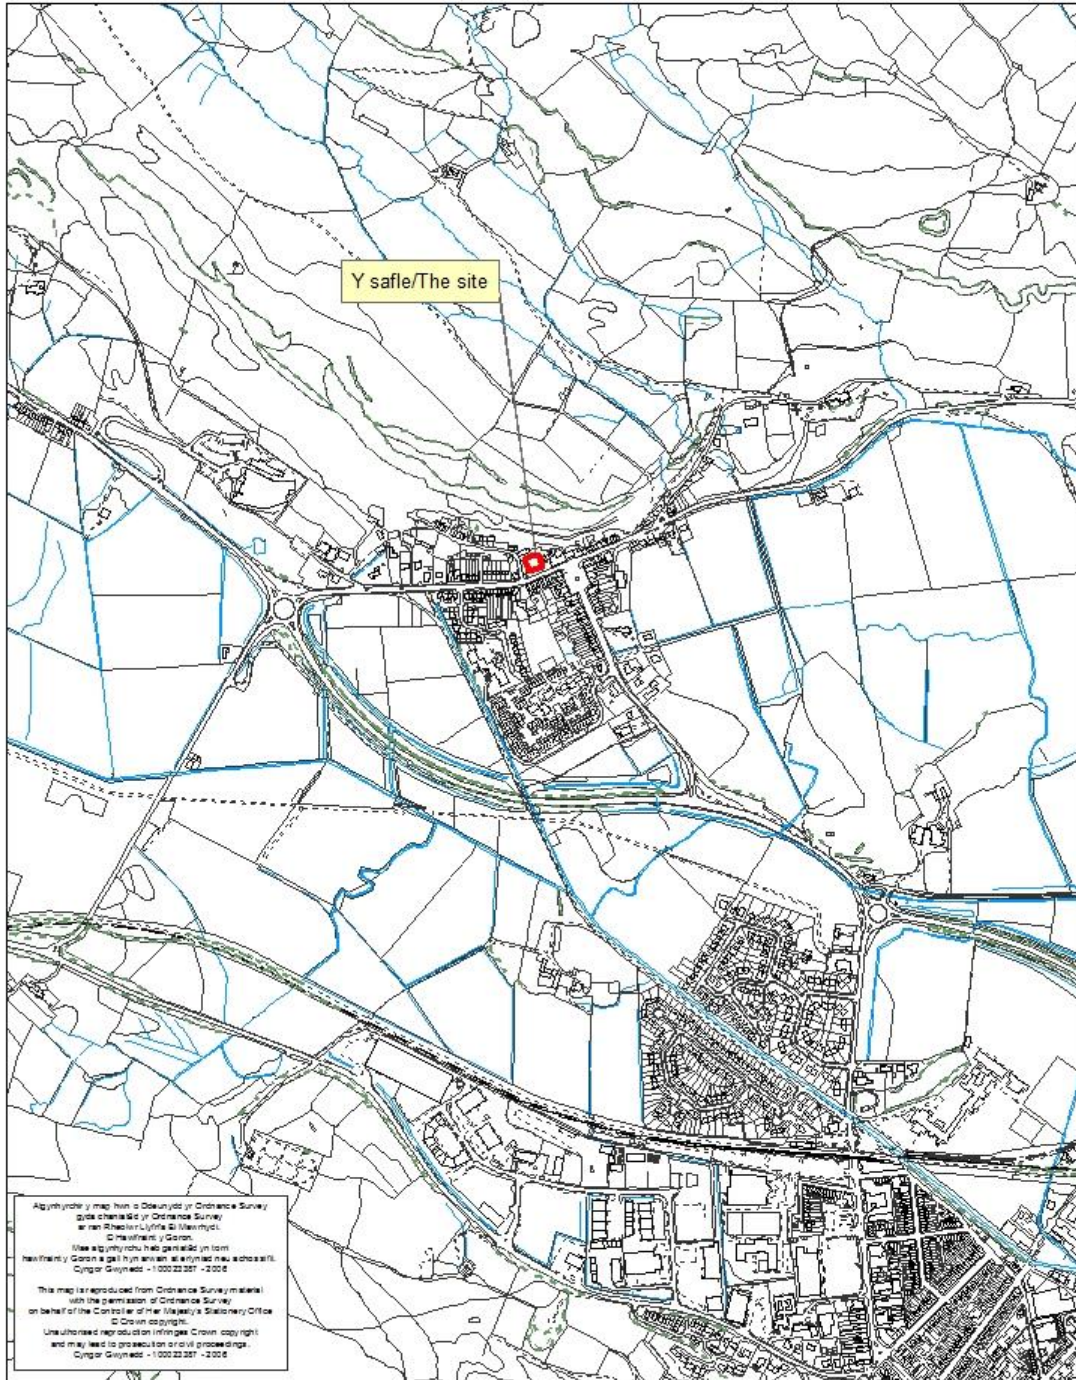 Y safle/The site
Atgynhyrchir y map hwn o Ddeunydd yr Ordnance Survey
gyda chaniatâd yr Ordnance Survey
ar ran Rheolwr Llyfrfa Ei Mawrhydi.
© Hawlfraint y Goron.
Mae atgynhyrchu heb ganiatâd yn torri
hawlfraint y Goron a gall hyn arwain at erlyniad neu achos sifil.
Cyngor Gwynedd - 100023387 - 2008
This map is reproduced from Ordnance Survey material
with the permission of Ordnance Survey
on behalf of the Controller of Her Majesty's Stationery Office
© Crown copyright.
Unauthorised reproduction infringes Crown copyright
and may lead to prosecution or civil proceedings.
Cyngor Gwynedd - 100023387 - 2008